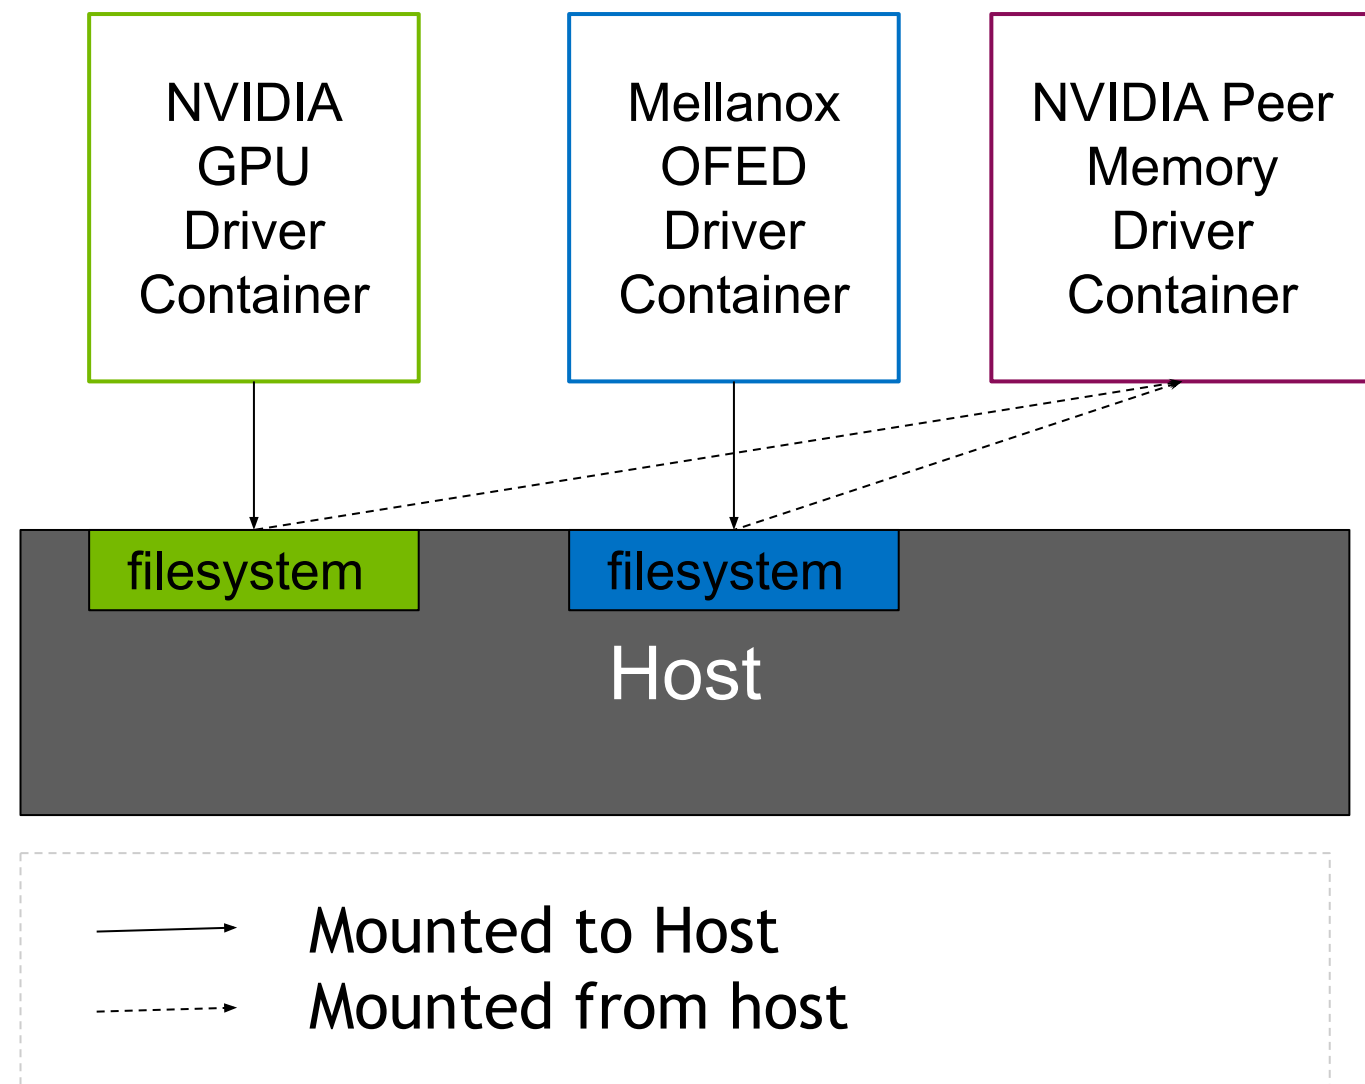 NVIDIA
GPU
Driver
Container
Mellanox
OFED
Driver
Container
NVIDIA Peer
Memory
Driver
Container
filesystem
filesystem
Host
Mounted to Host
Mounted from host